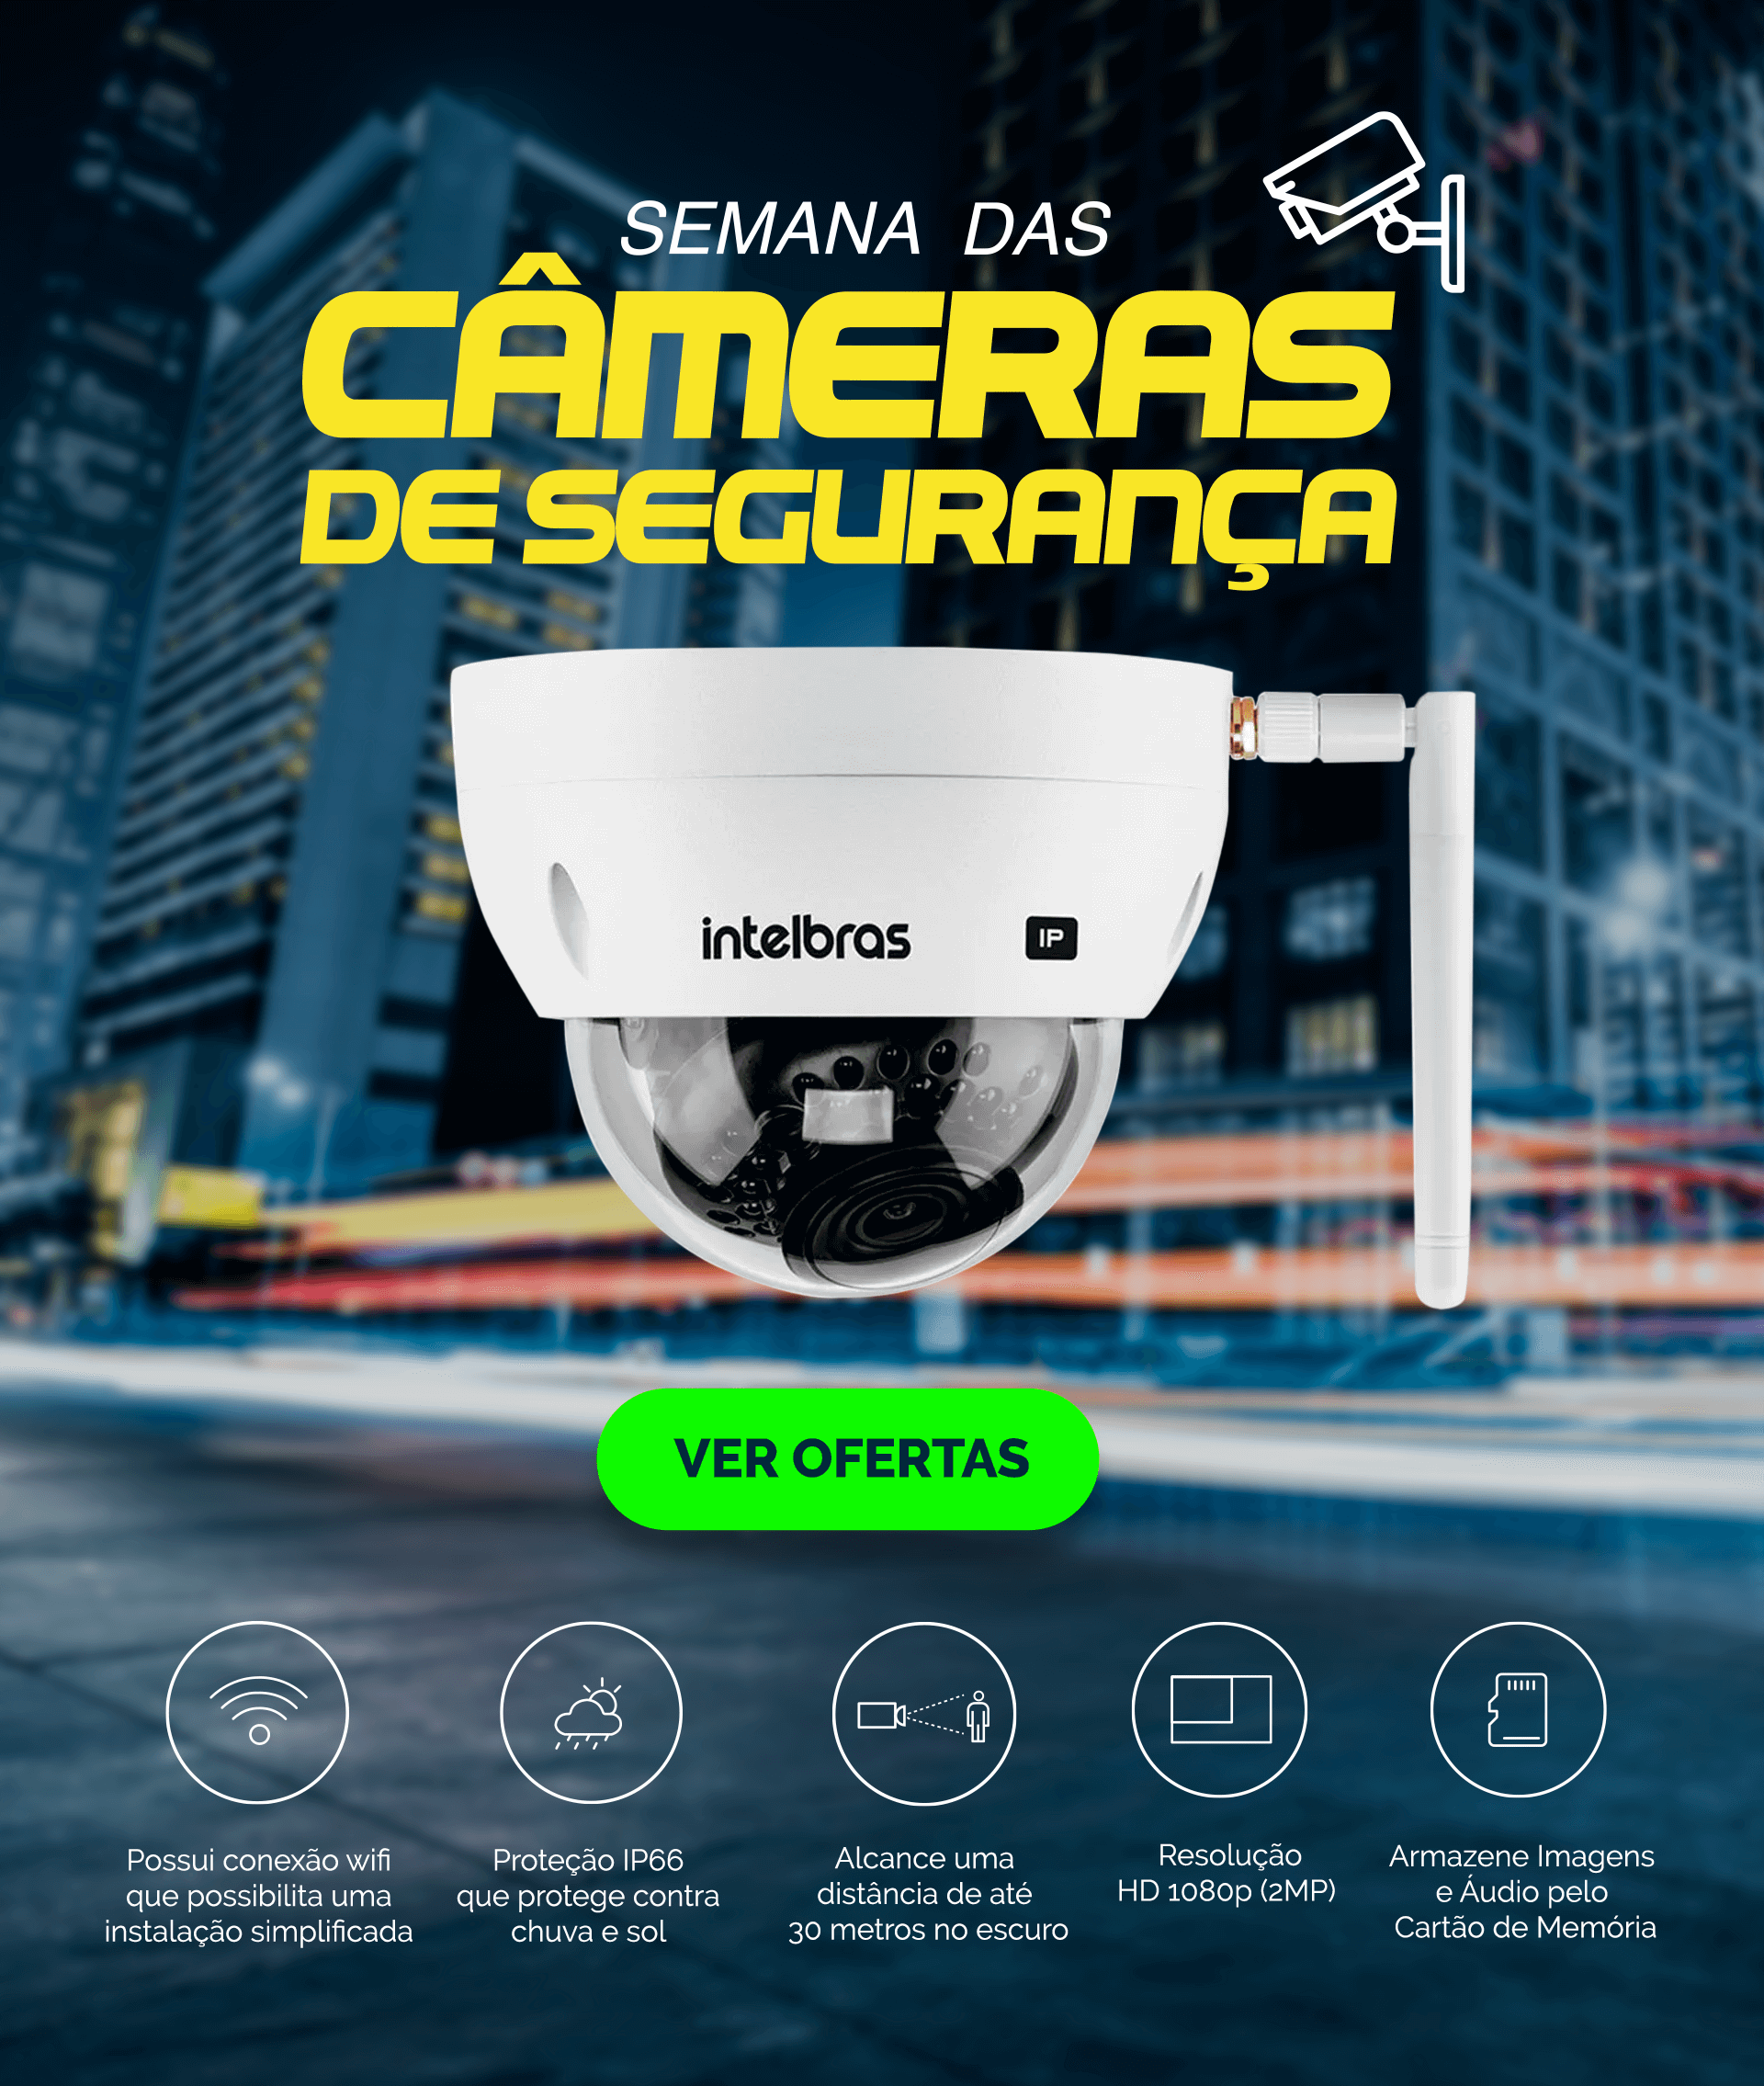 SEMANA DAS
CÂMERAS
DE SEGURANÇA
intelbras
IP
VER OFERTAS
Possui conexão wifi
que possibilita uma
instalação simplificada
Proteção IP66
que protege contra
chuva e sol
Alcance uma
distância de até
30 metros no escuro
Resolução
HD 1080p (2MP)
Armazene Imagens
e Áudio pelo
Cartão de Memória